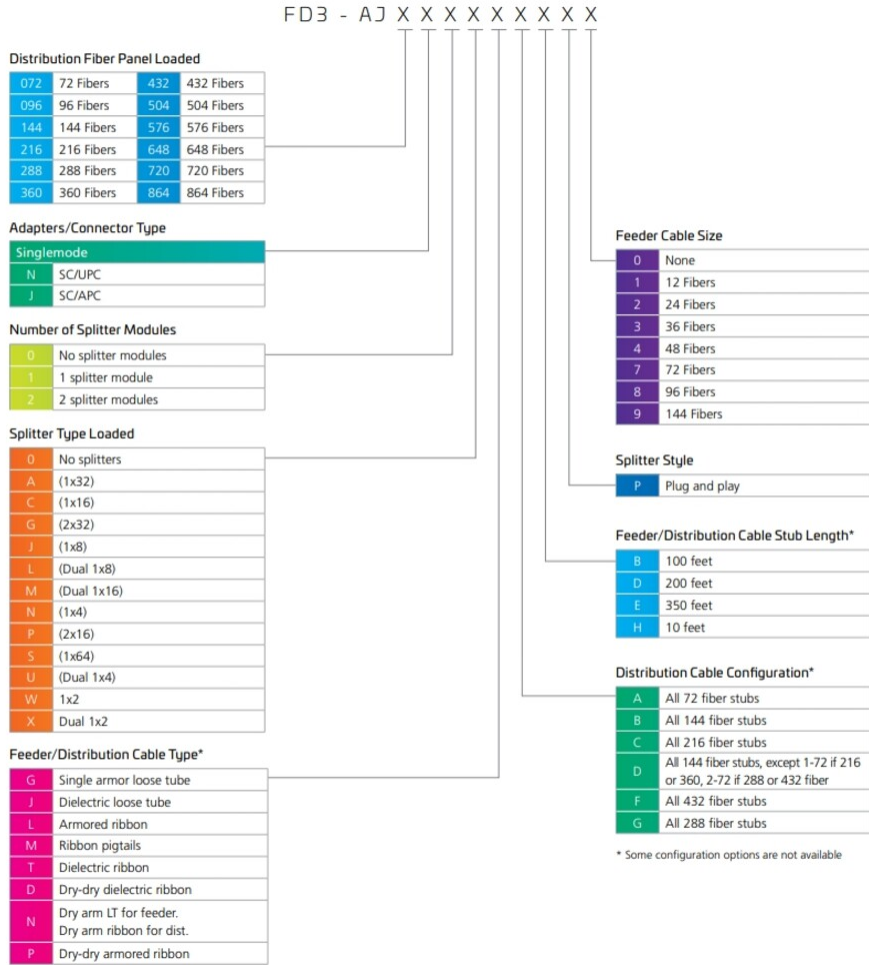 FD3 - AJ X X X X X X X X X
Distribution Fiber Panel Loaded
072 72 Fibers 432 432 Fibers
096 96 Fibers 504 504 Fibers
144 144 Fibers 576 576 Fibers
216 216 Fibers 648 648 Fibers
288 288 Fibers 720 720 Fibers
360 360 Fibers 864 864 Fibers
Adapters/Connector Type
Singlemode
N SC/UPC
J SC/APC
Number of Splitter Modules
0 No splitter modules
1 1 splitter module
2 2 splitter modules
Splitter Type Loaded
0 No splitters
A (1x32)
C (1x16)
G (2x32)
J (1x8)
L (Dual 1x8)
M (Dual 1x16)
N (1x4)
P (2x16)
S (1x64)
U (Dual 1x4)
W 1x2
X Dual 1x2
Feeder/Distribution Cable Type*
G Single armor loose tube
J Dielectric loose tube
L Armored ribbon
M Ribbon pigtails
T Dielectric ribbon
D Dry-dry dielectric ribbon
N Dry arm LT for feeder.
Dry arm ribbon for dist.
P Dry-dry armored ribbon
Feeder Cable Size
0 None
1 12 Fibers
2 24 Fibers
3 36 Fibers
4 48 Fibers
7 72 Fibers
8 96 Fibers
9 144 Fibers
Splitter Style
P Plug and play
Feeder/Distribution Cable Stub Length*
B 100 feet
D 200 feet
E 350 feet
H 10 feet
Distribution Cable Configuration*
A All 72 fiber stubs
B All 144 fiber stubs
C All 216 fiber stubs
D All 144 fiber stubs, except 1-72 if 216
or 360, 2-72 if 288 or 432 fiber
F All 432 fiber stubs
G All 288 fiber stubs
* Some configuration options are not available